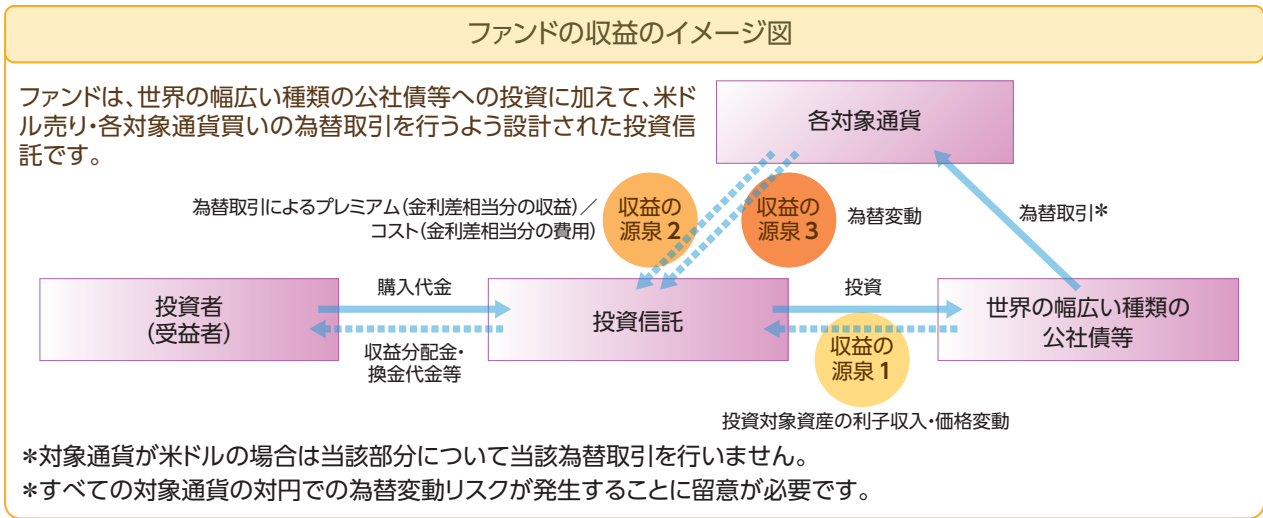 ファンドの収益のイメージ図
ファンドは、世界の幅広い種類の公社債等への投資に加えて、米ド
ル売り・各対象通貨買いの為替取引を行うよう設計された投資信
託です。
各対象通貨
為替取引によるプレミアム(金利差相当分の収益)/
コスト(金利差相当分の費用)
収益の
源泉 2
収益の
源泉 3
為替変動
為替取引*
投資者
(受益者)
購入代金
収益分配金・
換金代金等
投資信託
投資
収益の
源泉 1
世界の幅広い種類の
公社債等
投資対象資産の利子収入・価格変動
*対象通貨が米ドルの場合は当該部分について当該為替取引を行いません。
*すべての対象通貨の対円での為替変動リスクが発生することに留意が必要です。